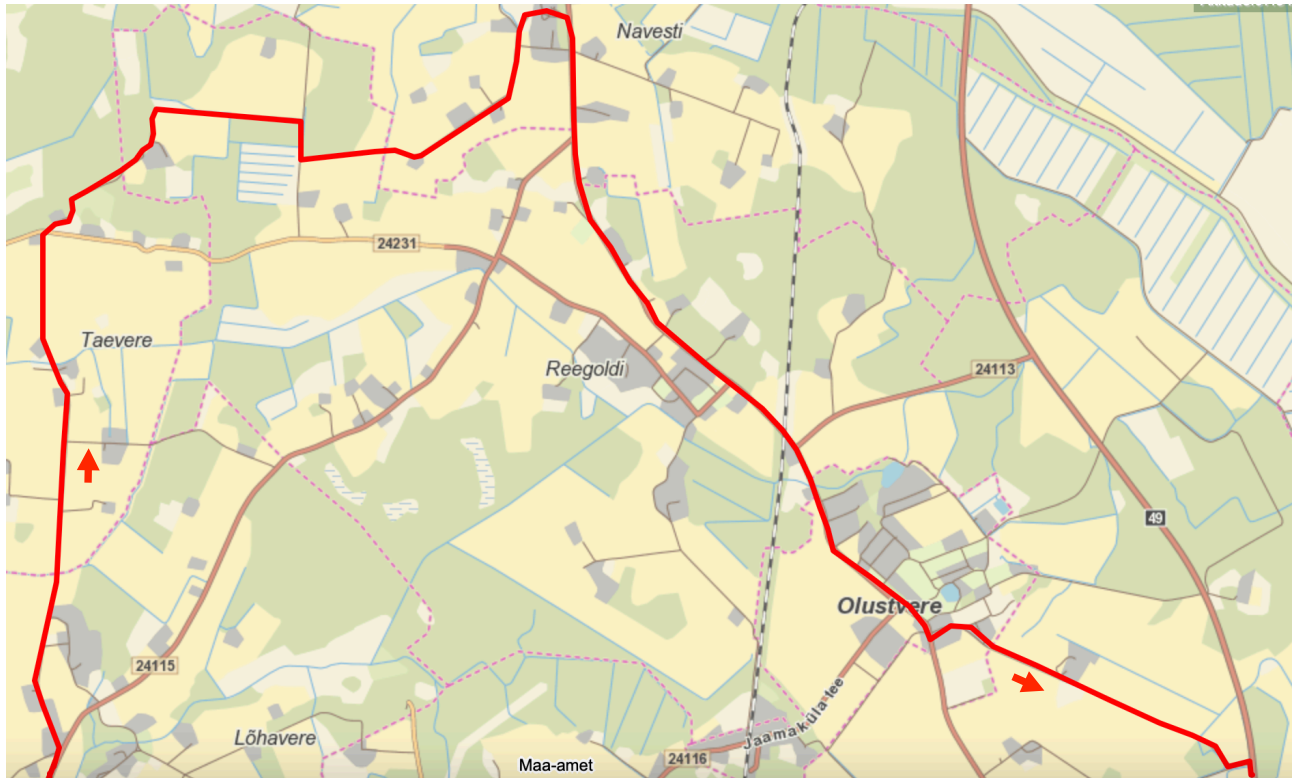 Navesti
24231
Taevere
Reegoldi
24113
49
Olustvere
24115
Jaamaküla tee
Lõhavere
24116
Maa-amet